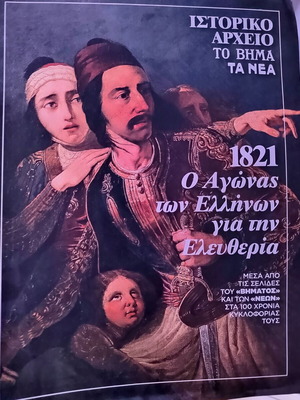 ΙΣΤΟΡΙΚΟ
ΑΡΧΕΙΟ
ΤΟ ΒΗΜΑ
ΤΑ ΝΕΑ
1821
Ο Αγώνας
των Ελλήνων
για την
Ελευθερία
ΜΕΣΑ ΑΠΟ
ΤΙΣ ΣΕΛΙΔΕΣ
ΤΟΥ «ΒΗΜΑΤΟΣ»
ΚΑΙ ΤΩΝ «ΝΕΩΝ»
ΣΤΑ 100 ΧΡΟΝΙΑ
ΚΥΚΛΟΦΟΡΙΑΣ
ΤΟΥΣ